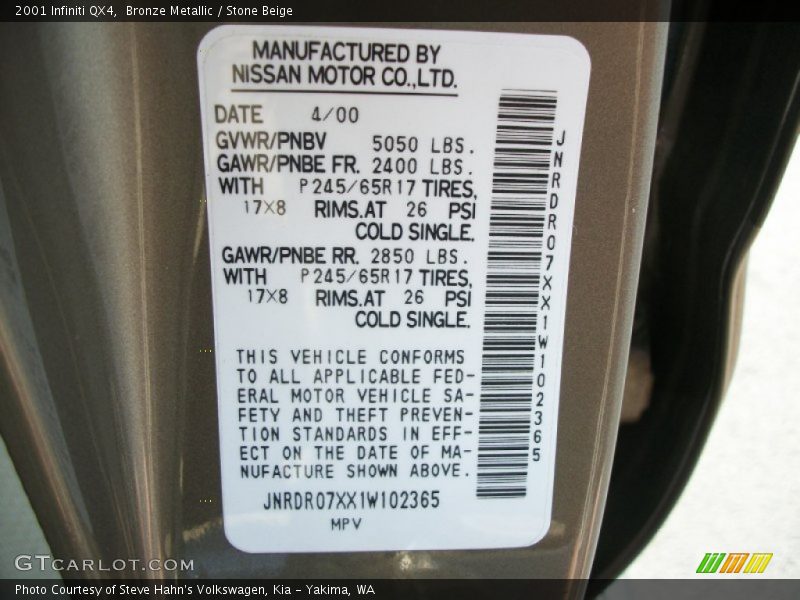 2001 Infiniti QX4,  Bronze Metallic / Stone Beige
MANUFACTURED BY
NISSAN MOTOR CO.,LTD.
DATE 4/00
GVWR/PNBV 5050 LBS.
GAWR/PNBE FR. 2400 LBS.
WITH P245/65R17 TIRES,
17X8 RIMS.AT 26 PSI
COLD SINGLE.
GAWR/PNBE RR. 2850 LBS.
WITH P245/65R17 TIRES,
17X8 RIMS.AT 26 PSI
COLD SINGLE.
THIS VEHICLE CONFORMS
TO ALL APPLICABLE FED-
ERAL MOTOR VEHICLE SA-
FETY AND THEFT PREVEN-
TION STANDARDS IN EFF-
ECT ON THE DATE OF MA-
NUFACTURE SHOWN ABOVE.
JNRDR07XX1W102365
MPV
JNRDR07XX1W102365
GTCARLOT.COM
Photo Courtesy of Steve Hahn's Volkswagen, Kia – Yakima, WA